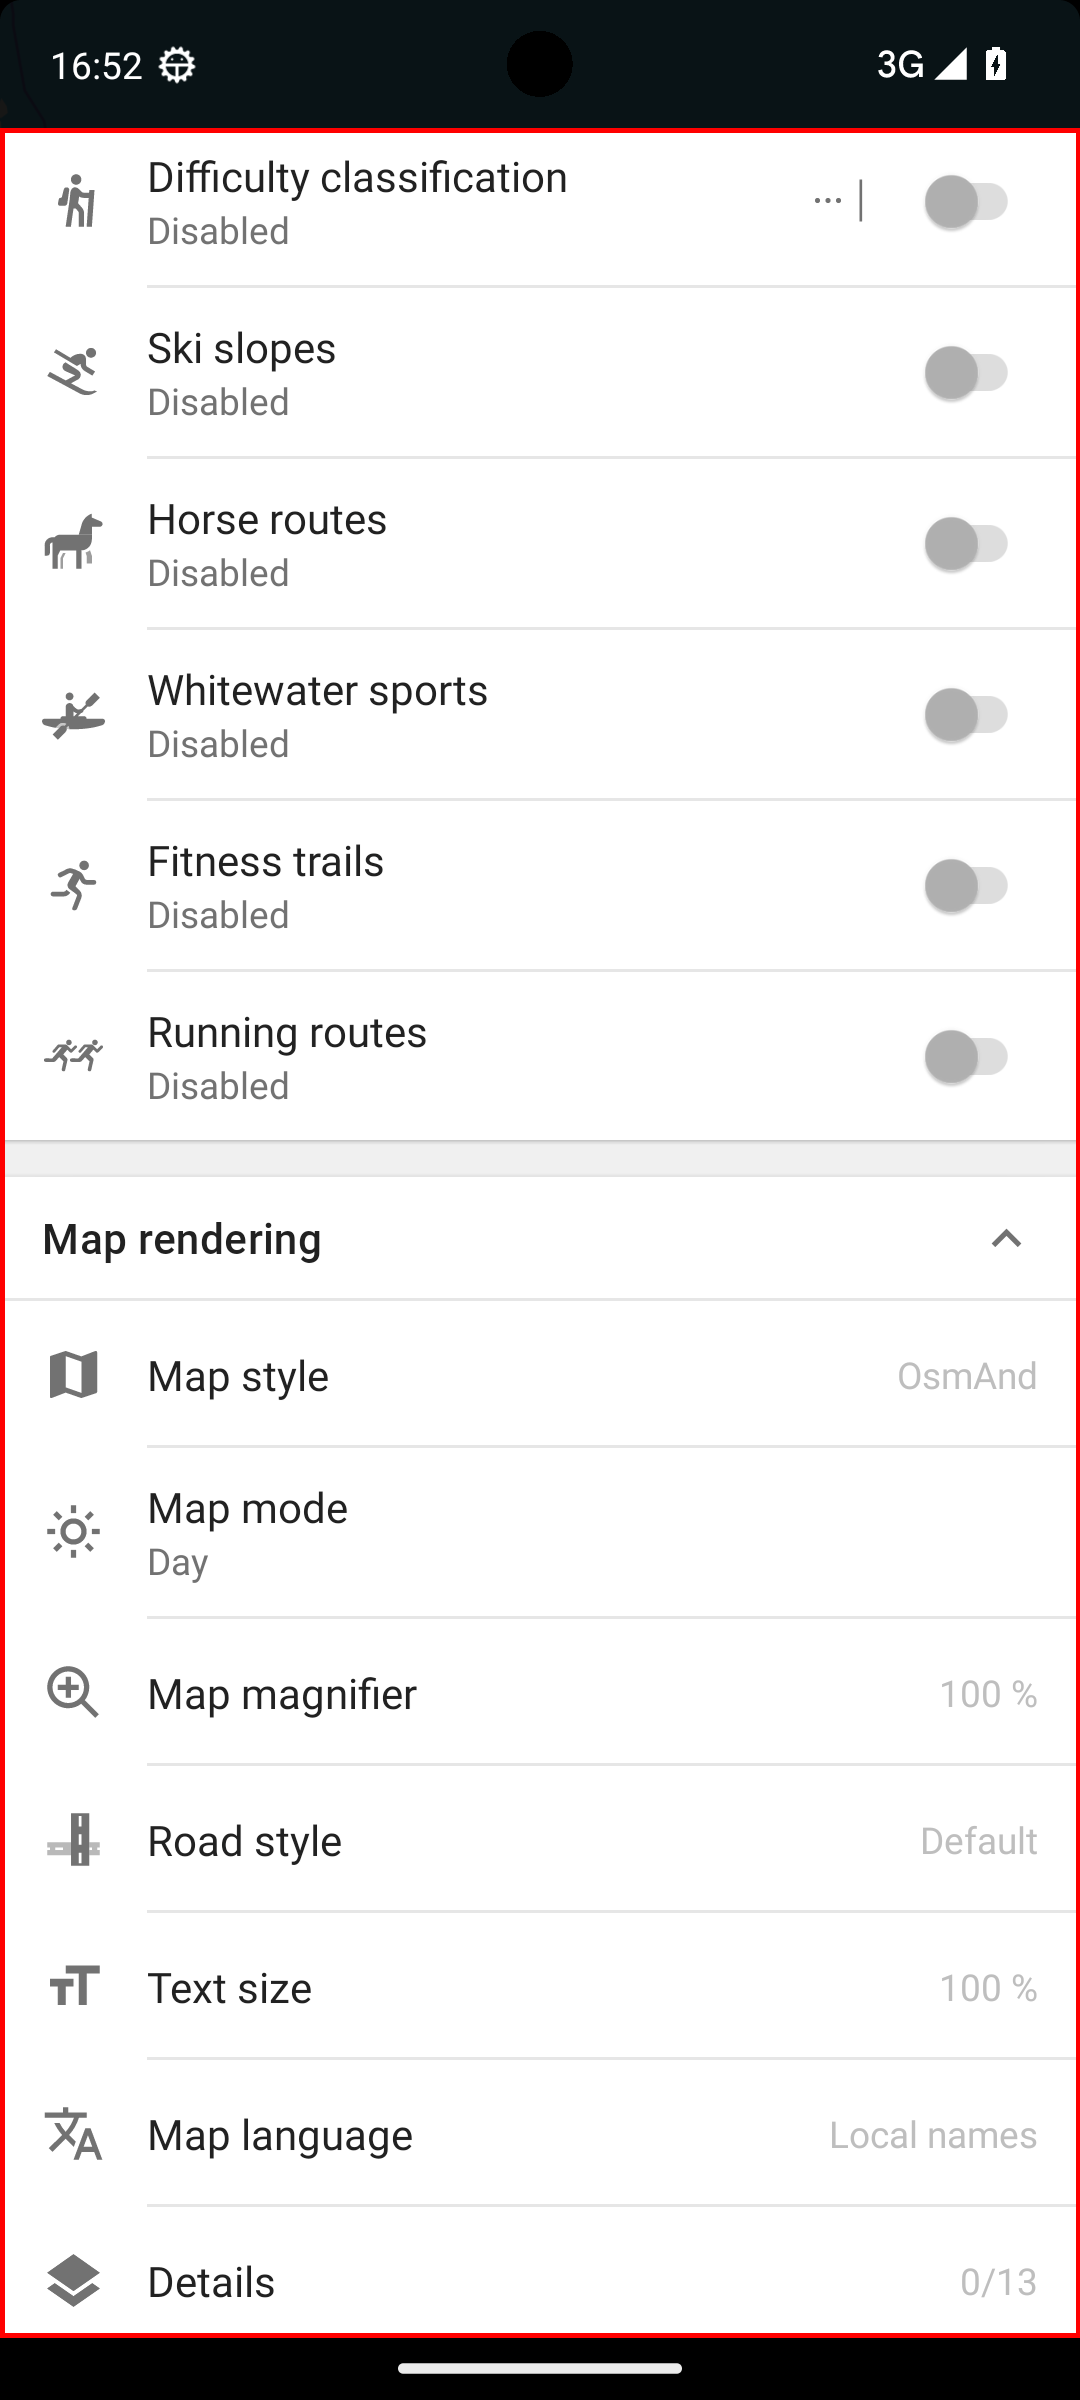 16:52
3G
Difficulty classification
Disabled
Ski slopes
Disabled
Horse routes
Disabled
Whitewater sports
Disabled
Fitness trails
Disabled
Running routes
Disabled
Map rendering
Map style
OsmAnd
Map mode
Day
Map magnifier
100 %
Road style
Default
Text size
100 %
Map language
Local names
Details
0/13